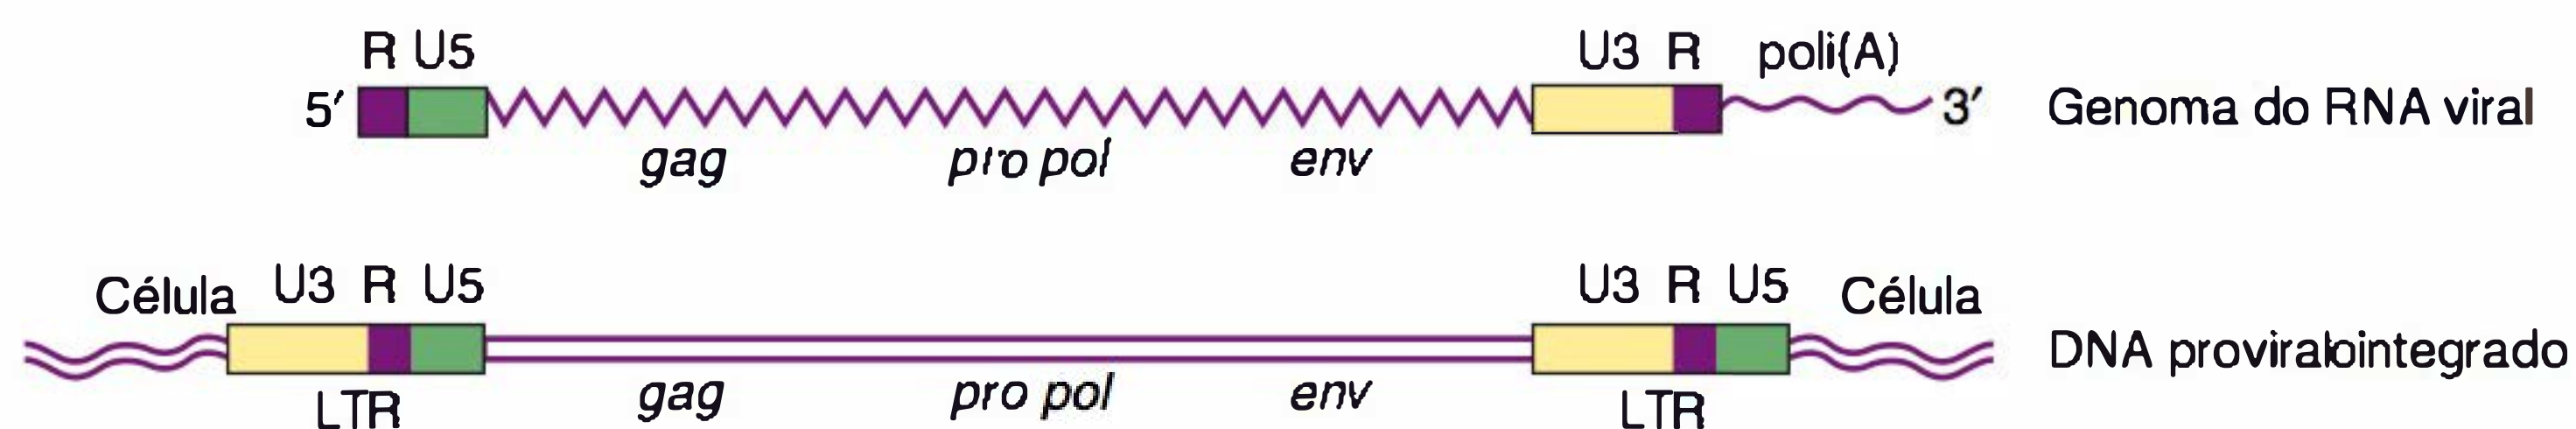 R U5 U3 R poli(A)
5′ 3′ Genoma do RNA viral
gag pro pol env
Célula U3 R U5 U3 R U5 Célula
DNA proviralointegrado
LTR gag pro pol env LTR